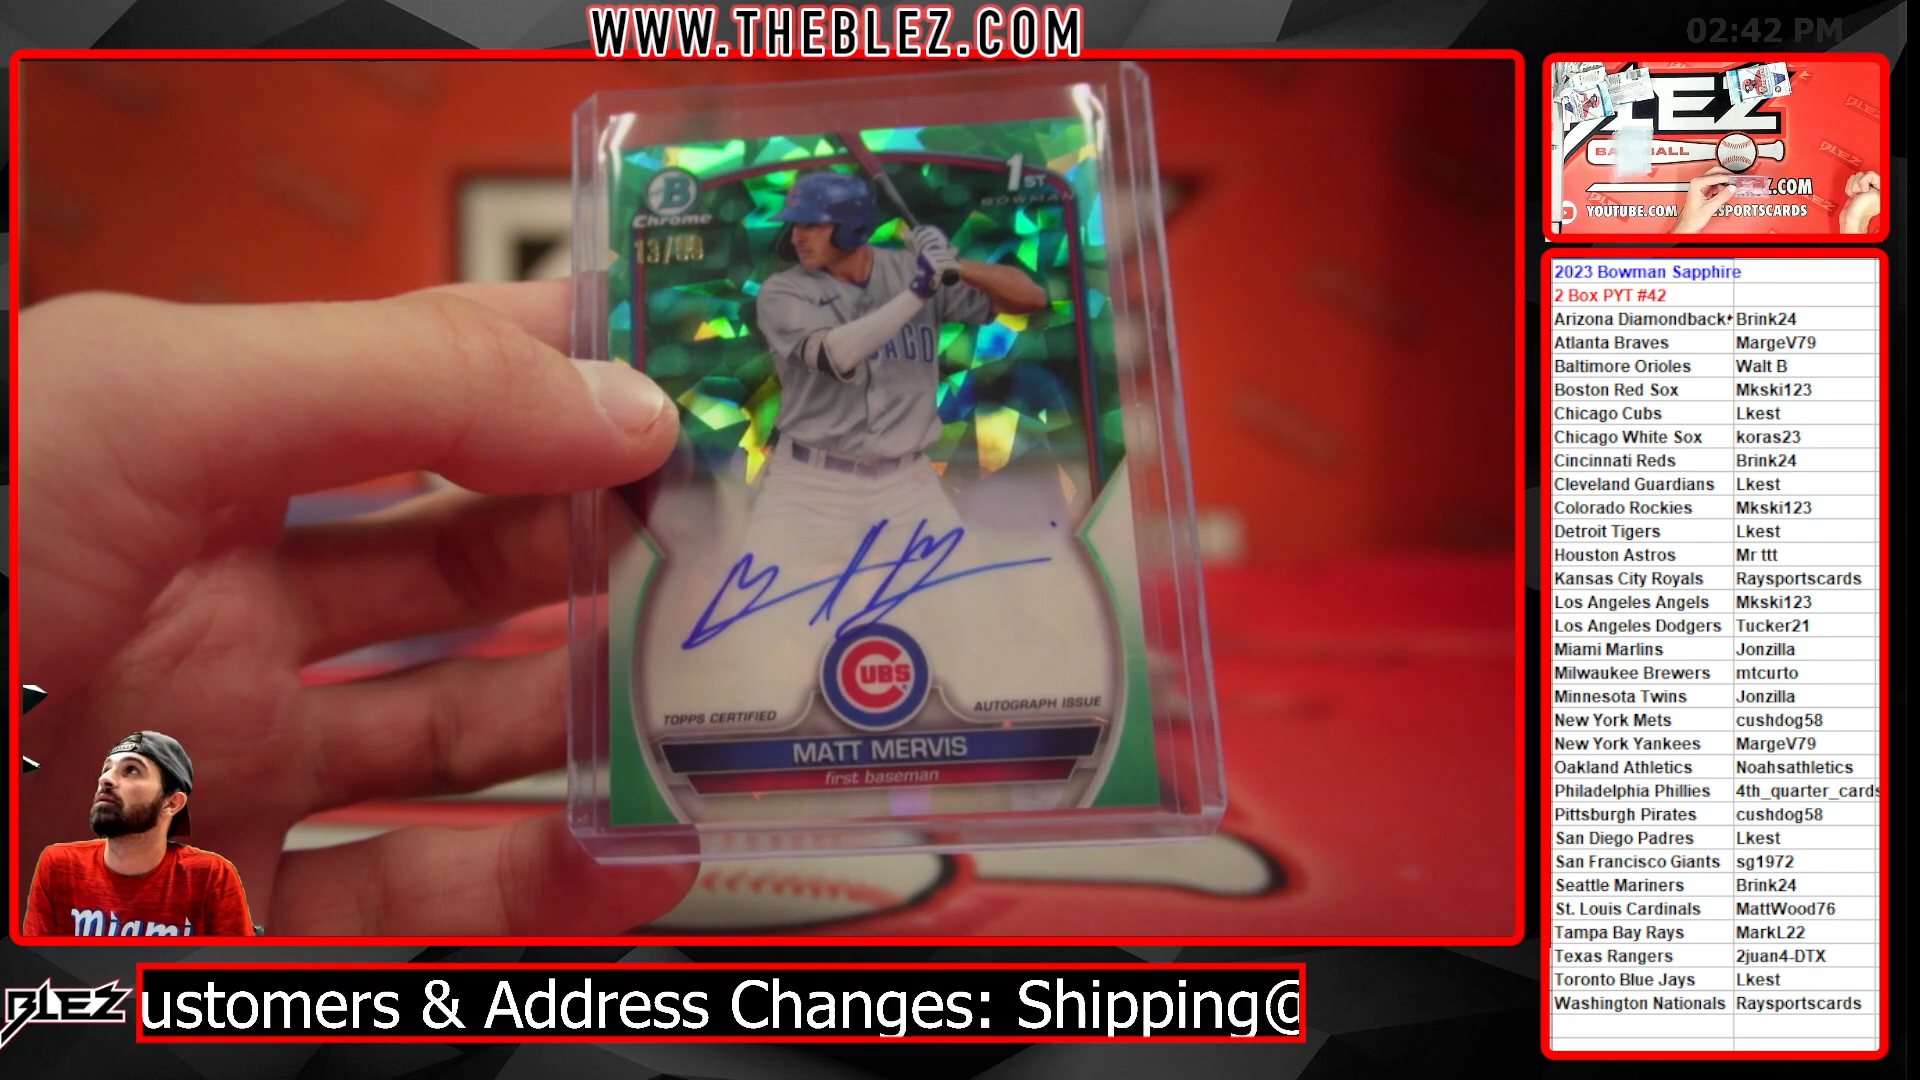 WWW.THEBLEZ.COM
02:42 PM
B
Chrome
1ST
BOWMAN
CAGO
CUBS
TOPPS CERTIFIED
AUTOGRAPH ISSUE
MATT MERVIS
first baseman
Miami
BLEZ
ustomers & Address Changes: Shipping@
LEZ
Z.COM
YOUTUBE.COM
SPORTSCARDS
2023 Bowman Sapphire
2 Box PYT #42
Arizona Diamondback Brink24
Atlanta Braves MargeV79
Baltimore Orioles Walt B
Boston Red Sox Mkski123
Chicago Cubs Lkest
Chicago White Sox koras23
Cincinnati Reds Brink24
Cleveland Guardians Lkest
Colorado Rockies Mkski123
Detroit Tigers Lkest
Houston Astros Mr ttt
Kansas City Royals Raysportscards
Los Angeles Angels Mkski123
Los Angeles Dodgers Tucker21
Miami Marlins Jonzilla
Milwaukee Brewers mtcurto
Minnesota Twins Jonzilla
New York Mets cushdog58
New York Yankees MargeV79
Oakland Athletics Noahsathletics
Philadelphia Phillies 4th_quarter_cards
Pittsburgh Pirates cushdog58
San Diego Padres Lkest
San Francisco Giants sg1972
Seattle Mariners Brink24
St. Louis Cardinals MattWood76
Tampa Bay Rays MarkL22
Texas Rangers 2juan4-DTX
Toronto Blue Jays Lkest
Washington Nationals Raysportscards